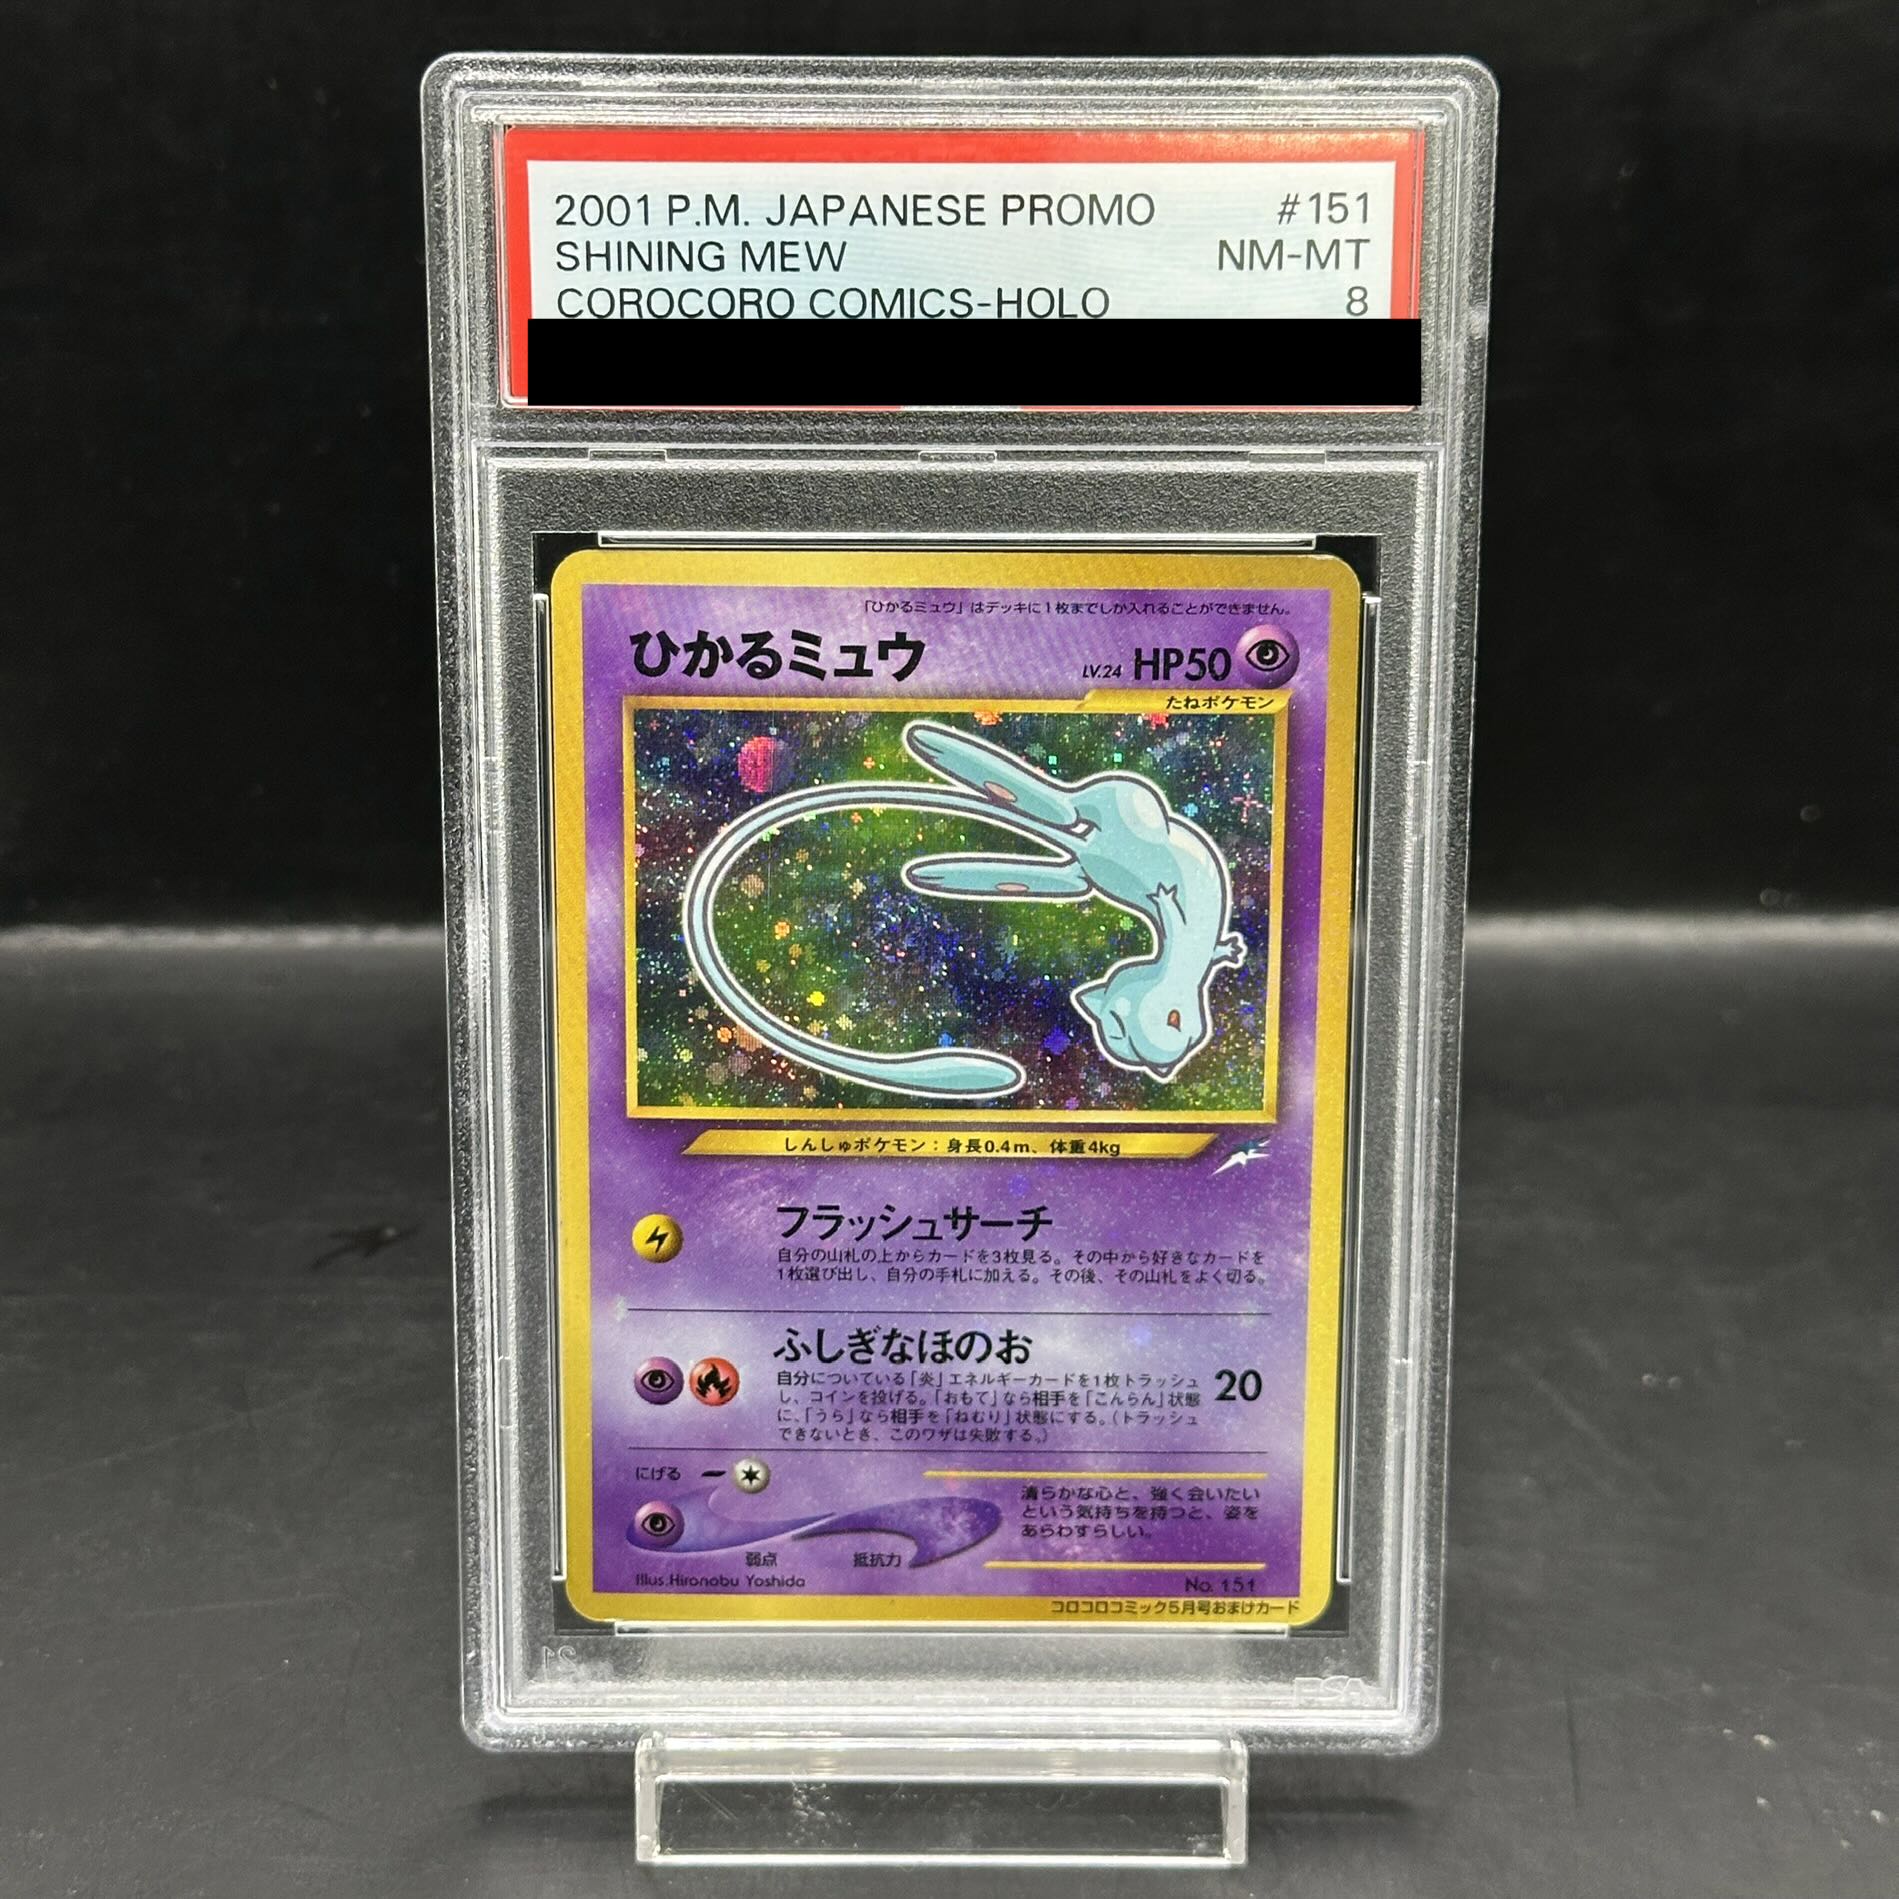 2001 P.M. JAPANESE PROMO #151
SHINING MEW NM-MT
COROCORO COMICS-HOLO 8
「ひかるミュウ」はデッキに1枚までしか入れることができません。
ひかるミュウ LV.24 HP50
たねポケモン
しんしゅポケモン：身長0.4m、体重4kg
フラッシュサーチ
自分の山札の上からカードを3枚見る。その中から好きなカードを
1枚選び出し、自分の手札に加える。その後、その山札をよく切る。
ふしぎなほのお 20
自分についている「炎」エネルギーカードを1枚トラッシュ
し、コインを投げる。「おもて」なら相手を「こんらん」状態
に、「うら」なら相手を「ねむり」状態にする。（トラッシュ
できないとき、このワザは失敗する。）
にげる
清らかな心と、強く会いたい
という気持ちを持つと、姿を
あらわすらしい。
弱点 抵抗力
Illus.Hironobu Yoshida No. 151
コロコロコミック5月号おまけカード
PSA